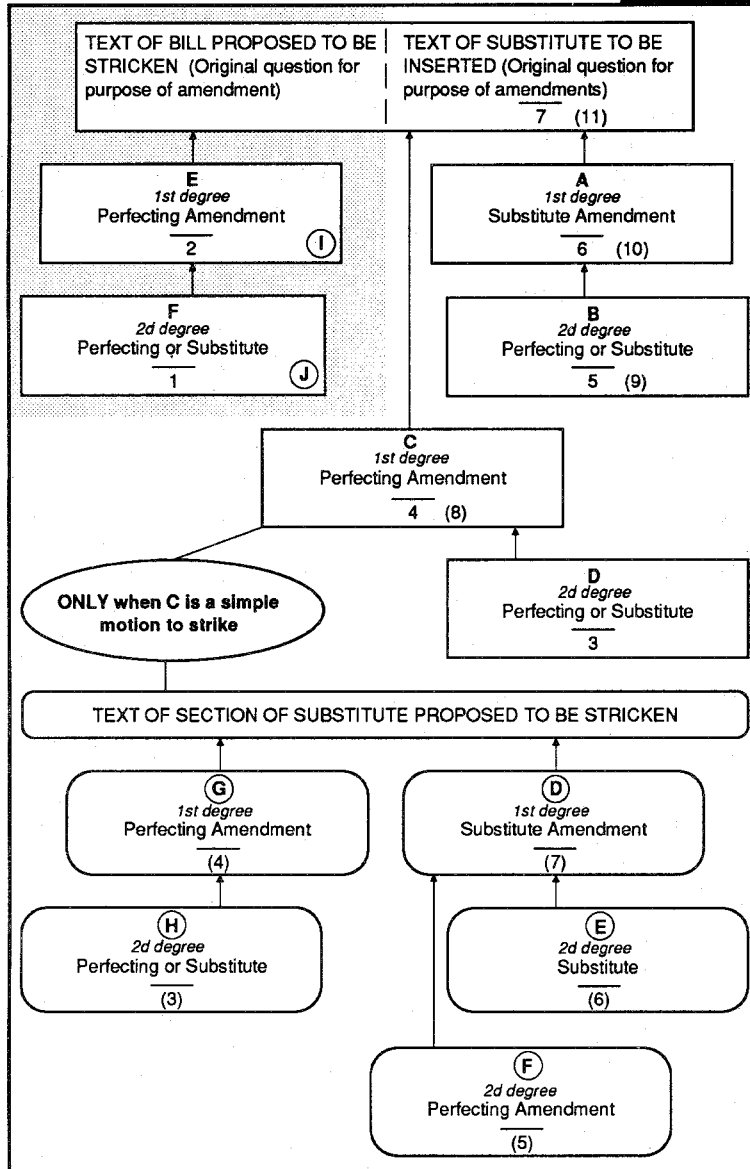 TEXT OF BILL PROPOSED TO BE
STRICKEN (Original question for
purpose of amendment)
TEXT OF SUBSTITUTE TO BE
INSERTED (Original question for
purpose of amendments)
7 (11)
E
1st degree
Perfecting Amendment
2
I
A
1st degree
Substitute Amendment
6 (10)
F
2d degree
Perfecting or Substitute
1
J
B
2d degree
Perfecting or Substitute
5 (9)
C
1st degree
Perfecting Amendment
4 (8)
D
2d degree
Perfecting or Substitute
3
ONLY when C is a simple
motion to strike
TEXT OF SECTION OF SUBSTITUTE PROPOSED TO BE STRICKEN
G
1st degree
Perfecting Amendment
(4)
D
1st degree
Substitute Amendment
(7)
H
2d degree
Perfecting or Substitute
(3)
E
2d degree
Substitute
(6)
F
2d degree
Perfecting Amendment
(5)